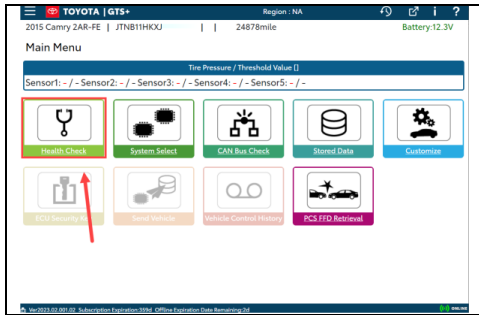 TOYOTA | GTS+ Region : NA i ?
2015 Camry 2AR-FE | JTNB11HKXJ | | 24878mile Battery:12.3V
Main Menu
Tire Pressure / Threshold Value []
Sensor1: - / - Sensor2: - / - Sensor3: - / - Sensor4: - / - Sensor5: - / -
Health Check System Select CAN Bus Check Stored Data Customize
ECU Security Send Vehicle Vehicle Control History PCS FFD Retrieval
Ver2023.02.001.02 Subscription Expiration:359d Offline Expiration Date Remaining:2d ONLINE